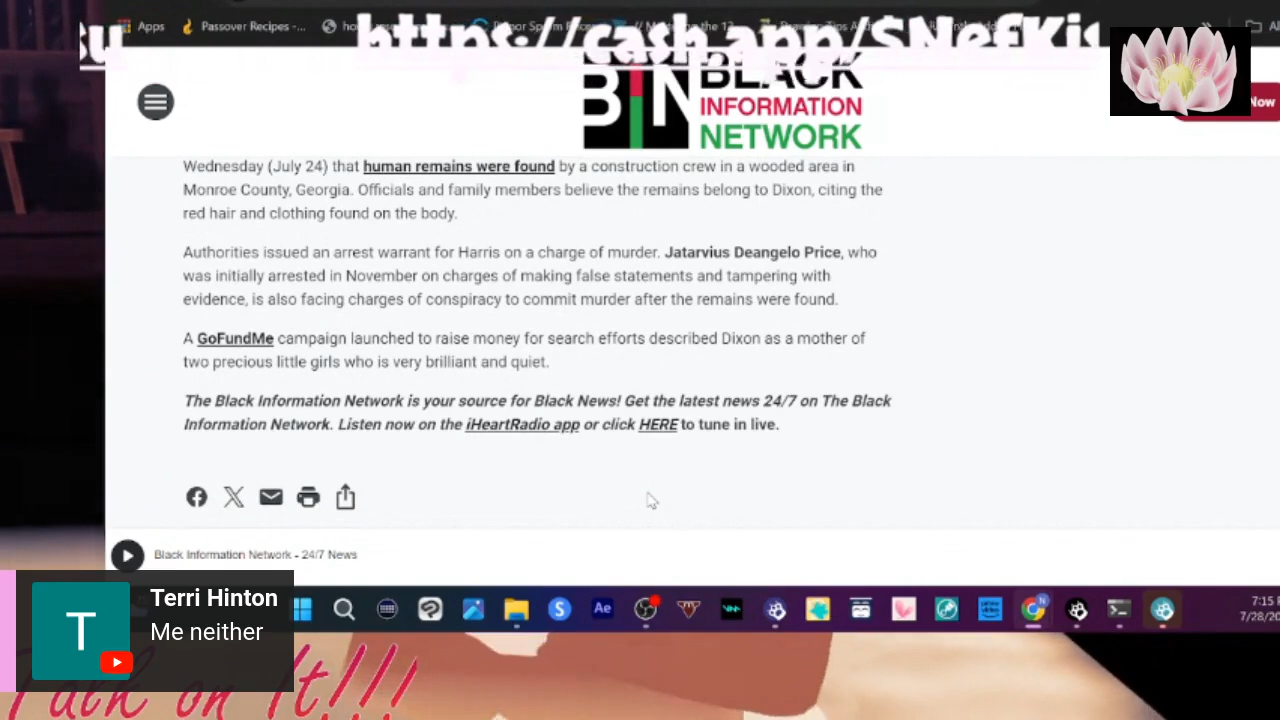 Apps
Passover Recipes -...
https://cash.app/$NefKi
BIN BLACK
INFORMATION
NETWORK
Now
Wednesday (July 24) that human remains were found by a construction crew in a wooded area in
Monroe County, Georgia. Officials and family members believe the remains belong to Dixon, citing the
red hair and clothing found on the body.
Authorities issued an arrest warrant for Harris on a charge of murder. Jatarvius Deangelo Price, who
was initially arrested in November on charges of making false statements and tampering with
evidence, is also facing charges of conspiracy to commit murder after the remains were found.
A GoFundMe campaign launched to raise money for search efforts described Dixon as a mother of
two precious little girls who is very brilliant and quiet.
The Black Information Network is your source for Black News! Get the latest news 24/7 on The Black
Information Network. Listen now on the iHeartRadio app or click HERE to tune in live.
Black Information Network - 24/7 News
Terri Hinton
Me neither
T
Ae
7:15
7/28/20
Talk on It!!!